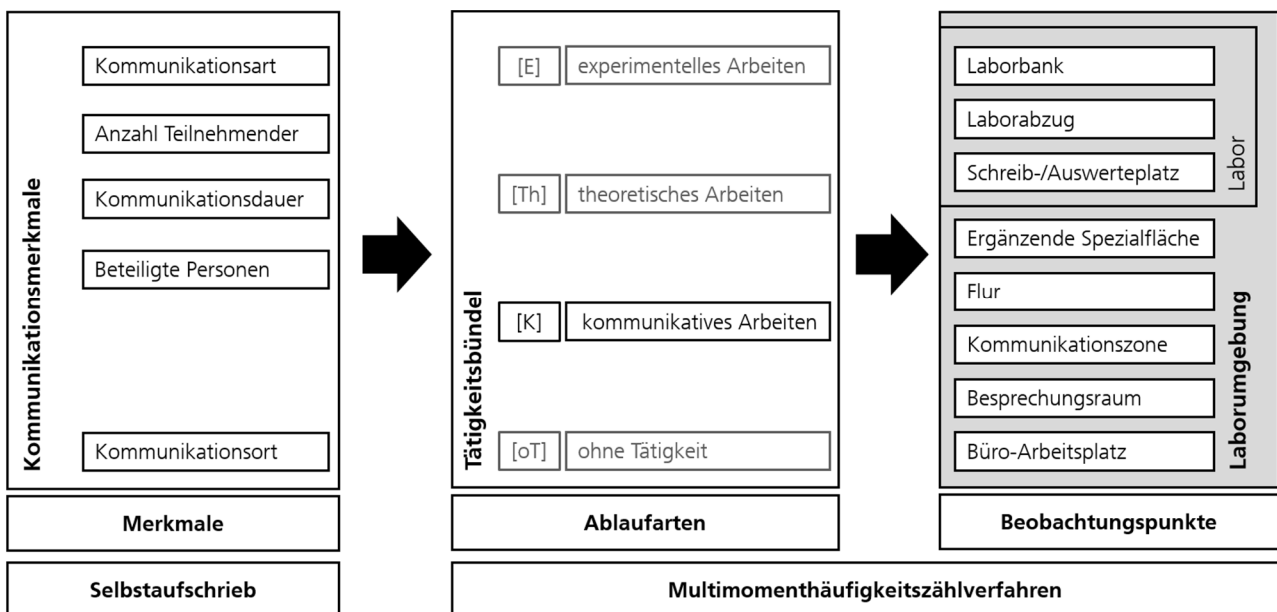 Kommunikationsmerkmale
Kommunikationsart
Anzahl Teilnehmender
Kommunikationsdauer
Beteiligte Personen
Kommunikationsort
Merkmale
Selbstaufschrieb
Tätigkeitsbündel
[E] experimentelles Arbeiten
[Th] theoretisches Arbeiten
[K] kommunikatives Arbeiten
[oT] ohne Tätigkeit
Ablaufarten
Laborbank
Laborabzug
Schreib-/Auswerteplatz
Labor
Ergänzende Spezialfläche
Flur
Kommunikationszone
Besprechungsraum
Büro-Arbeitsplatz
Laborumgebung
Beobachtungspunkte
Multimomenthäufigkeitszählverfahren